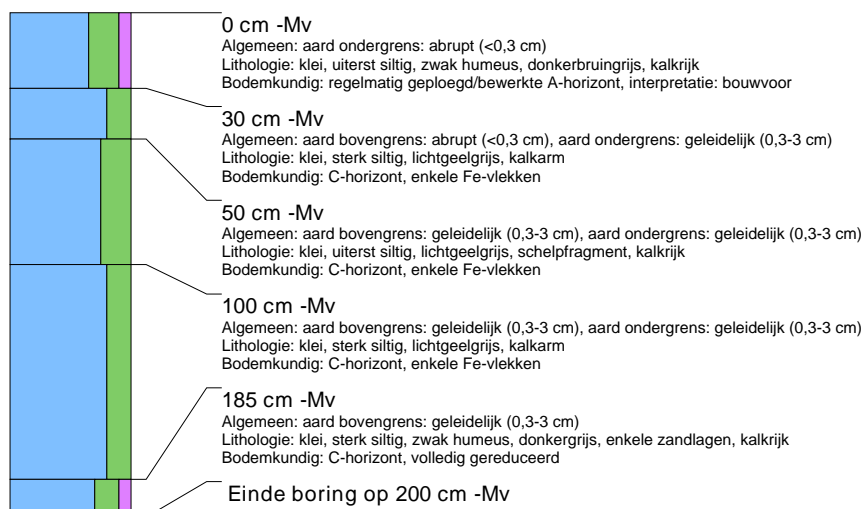 0 cm -Mv
Algemeen: aard ondergrens: abrupt (<0,3 cm)
Lithologie: klei, uiterst siltig, zwak humeus, donkerbruingrijs, kalkrijk
Bodemkundig: regelmatig geploegd/bewerkte A-horizont, interpretatie: bouwvoor
30 cm -Mv
Algemeen: aard bovengrens: abrupt (<0,3 cm), aard ondergrens: geleidelijk (0,3-3 cm)
Lithologie: klei, sterk siltig, lichtgeelgrijs, kalkarm
Bodemkundig: C-horizont, enkele Fe-vlekken
50 cm -Mv
Algemeen: aard bovengrens: geleidelijk (0,3-3 cm), aard ondergrens: geleidelijk (0,3-3 cm)
Lithologie: klei, uiterst siltig, lichtgeelgrijs, schelpfragment, kalkrijk
Bodemkundig: C-horizont, enkele Fe-vlekken
100 cm -Mv
Algemeen: aard bovengrens: geleidelijk (0,3-3 cm), aard ondergrens: geleidelijk (0,3-3 cm)
Lithologie: klei, sterk siltig, lichtgeelgrijs, kalkarm
Bodemkundig: C-horizont, enkele Fe-vlekken
185 cm -Mv
Algemeen: aard bovengrens: geleidelijk (0,3-3 cm)
Lithologie: klei, sterk siltig, zwak humeus, donkergrijs, enkele zandlagen, kalkrijk
Bodemkundig: C-horizont, volledig gereduceerd
Einde boring op 200 cm -Mv